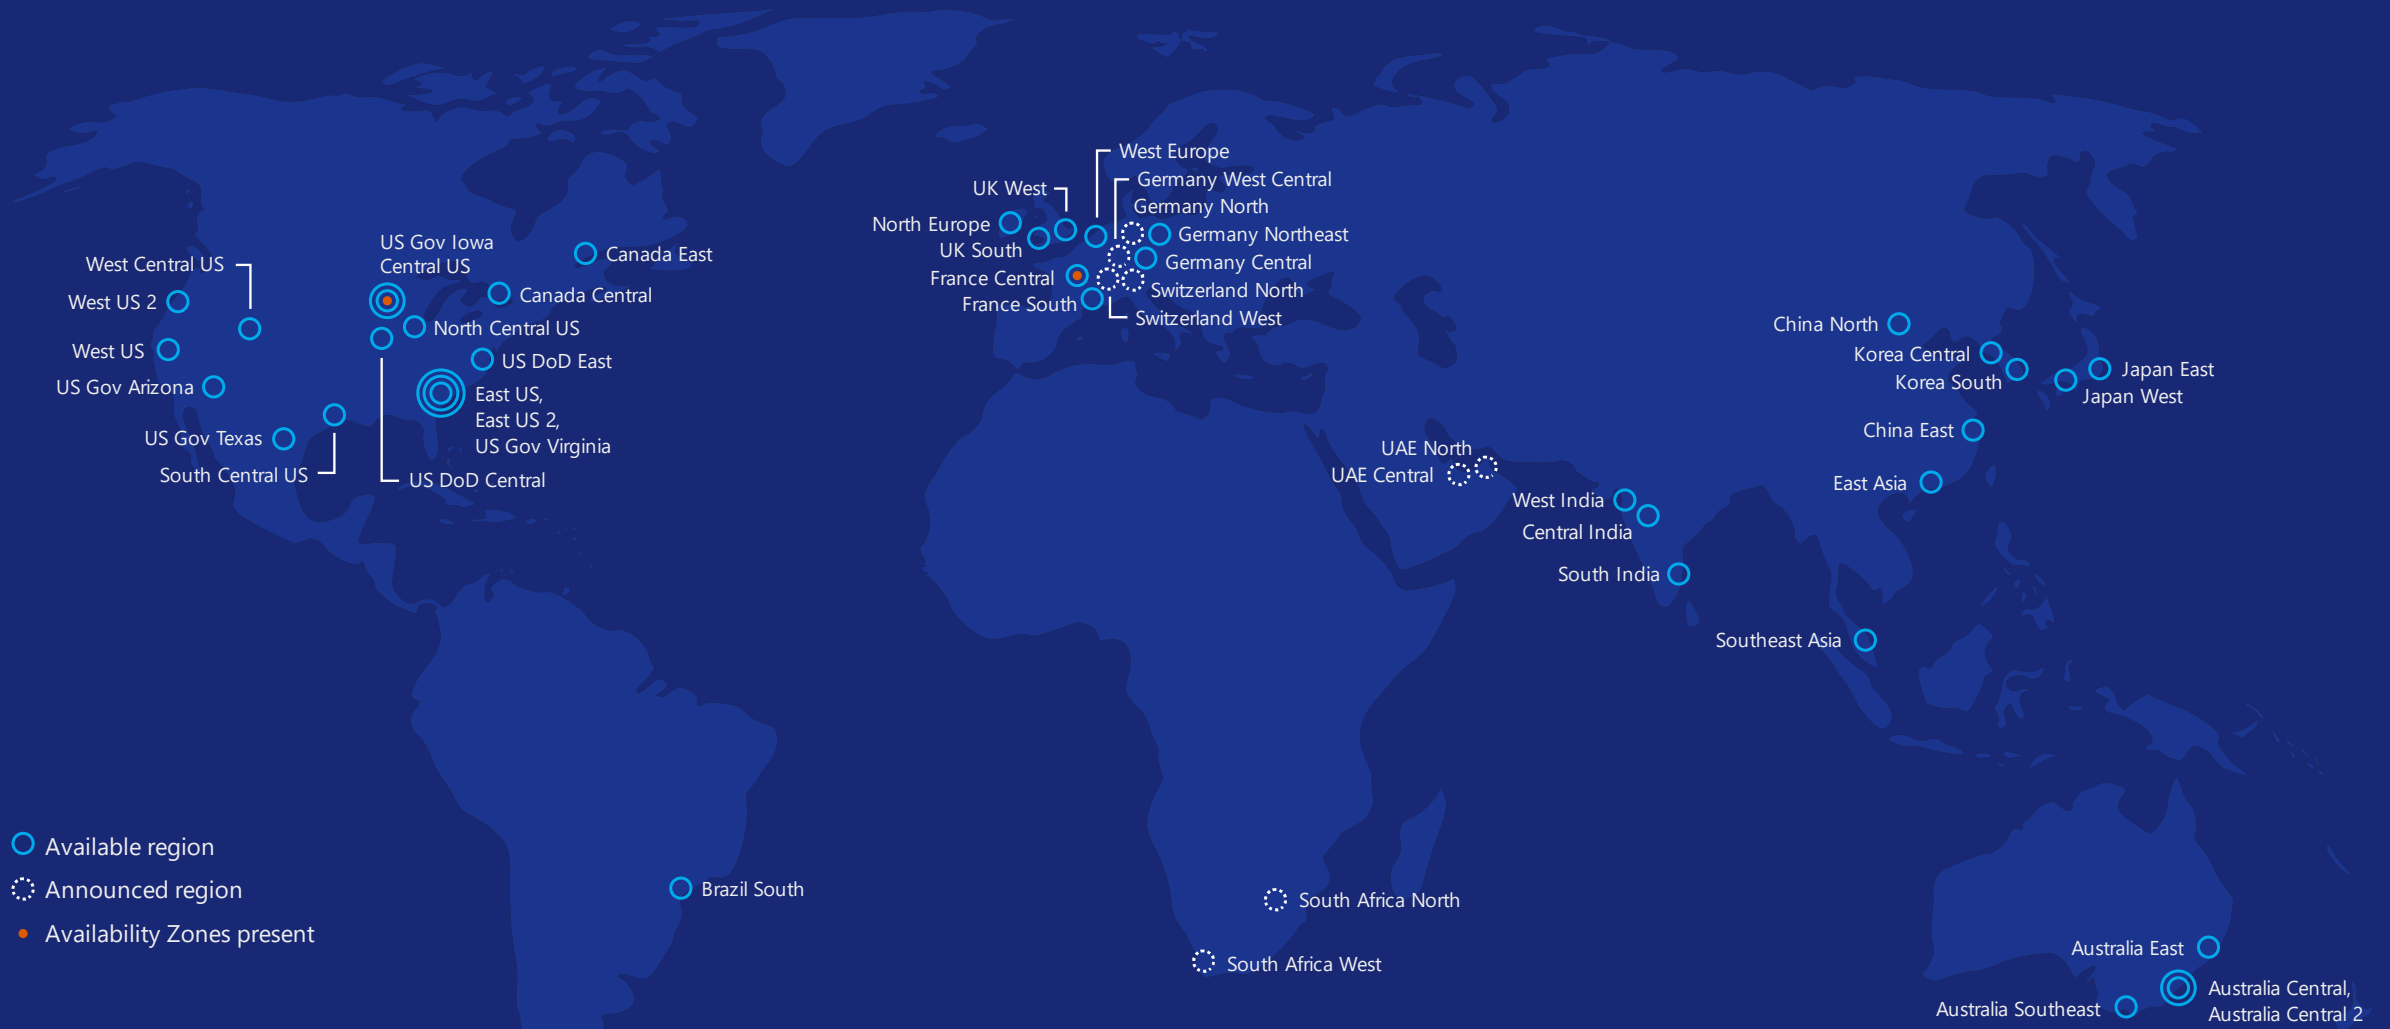 West Europe
Germany West Central
UK West
Germany North
North Europe
Germany Northeast
UK South
US Gov Iowa
Central US
Canada East
West Central US
Germany Central
France Central
Switzerland North
Canada Central
West US 2
France South
Switzerland West
China North
North Central US
West US
Korea Central
US DoD East
Japan East
Korea South
US Gov Arizona
East US,
East US 2,
US Gov Virginia
Japan West
China East
US Gov Texas
UAE North
South Central US
UAE Central
US DoD Central
East Asia
West India
Central India
South India
Southeast Asia
Available region
Announced region
Availability Zones present
Brazil South
South Africa North
South Africa West
Australia East
Australia Central,
Australia Central 2
Australia Southeast